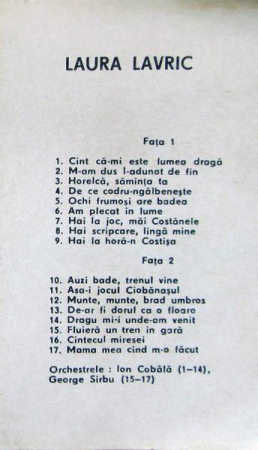 LAURA LAVRIC
Fața 1
1. Cînt că-mi este lumea dragă
2. M-am dus l-adunat de fîn
3. Horelcă, sămința ta
4. De ce codru-ngălbenește
5. Ochi frumoși are badea
6. Am plecat în lume
7. Hai la joc, măi Costănele
8. Hai scripcare, lîngă mine
9. Hai la horă-n Costișa
Fața 2
10. Auzi bade, trenul vine
11. Așa-i jocul Ciobănașul
12. Munte, munte, brad umbros
13. De-ar fi dorul ca o floare
14. Dragu mi-i unde-am venit
15. Fluieră un tren în gară
16. Cîntecul miresei
17. Mama mea cînd m-o făcut
Orchestrele : Ion Cobălă (1—14),
George Sîrbu (15—17)